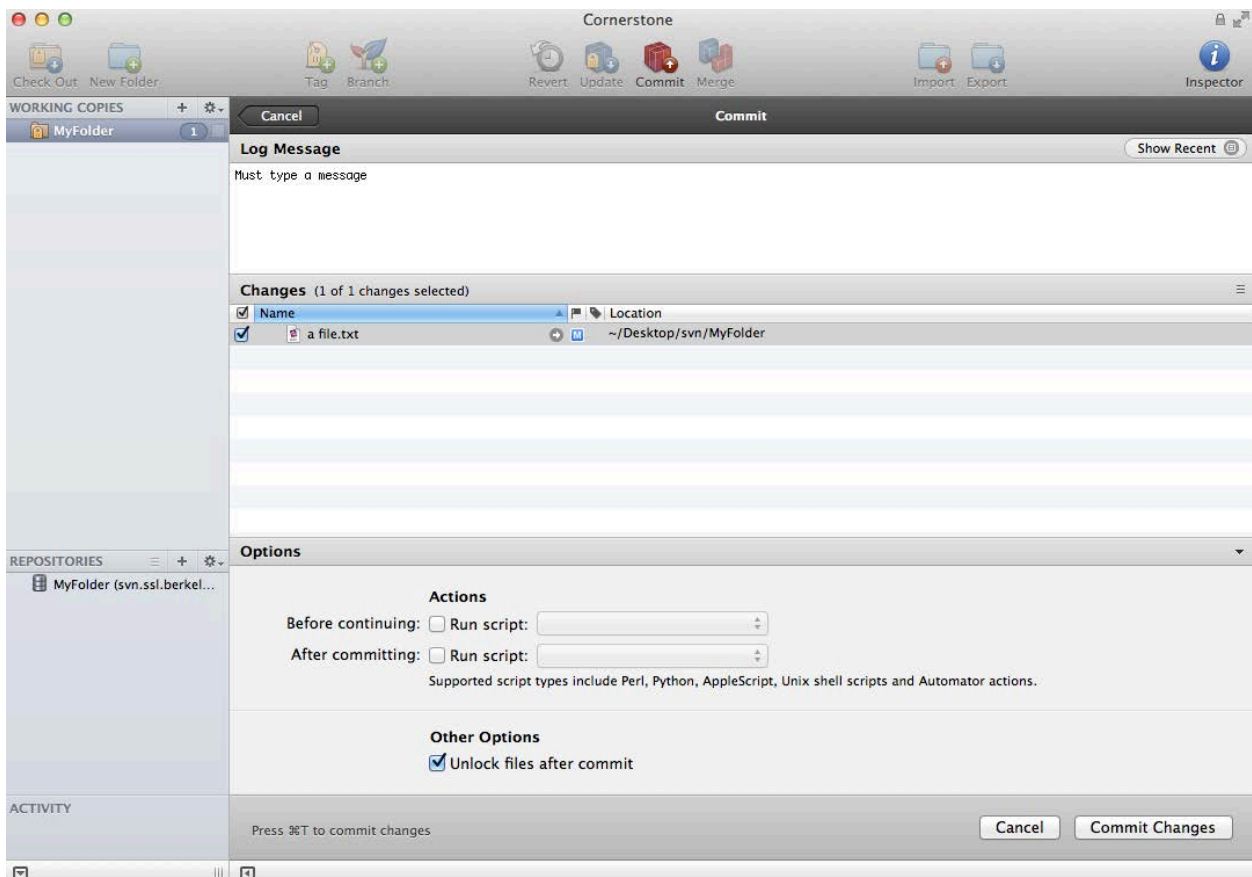 Cornerstone
Check Out New Folder Tag Branch Revert Update Commit Merge Import Export Inspector
WORKING COPIES
MyFolder 1
Cancel Commit
Log Message Show Recent
Must type a message
Changes (1 of 1 changes selected)
Name Location
a file.txt M ~/Desktop/svn/MyFolder
REPOSITORIES
MyFolder (svn.ssl.berkel...
Options
Actions
Before continuing: Run script:
After committing: Run script:
Supported script types include Perl, Python, AppleScript, Unix shell scripts and Automator actions.
Other Options
Unlock files after commit
ACTIVITY
Press ⌘T to commit changes Cancel Commit Changes